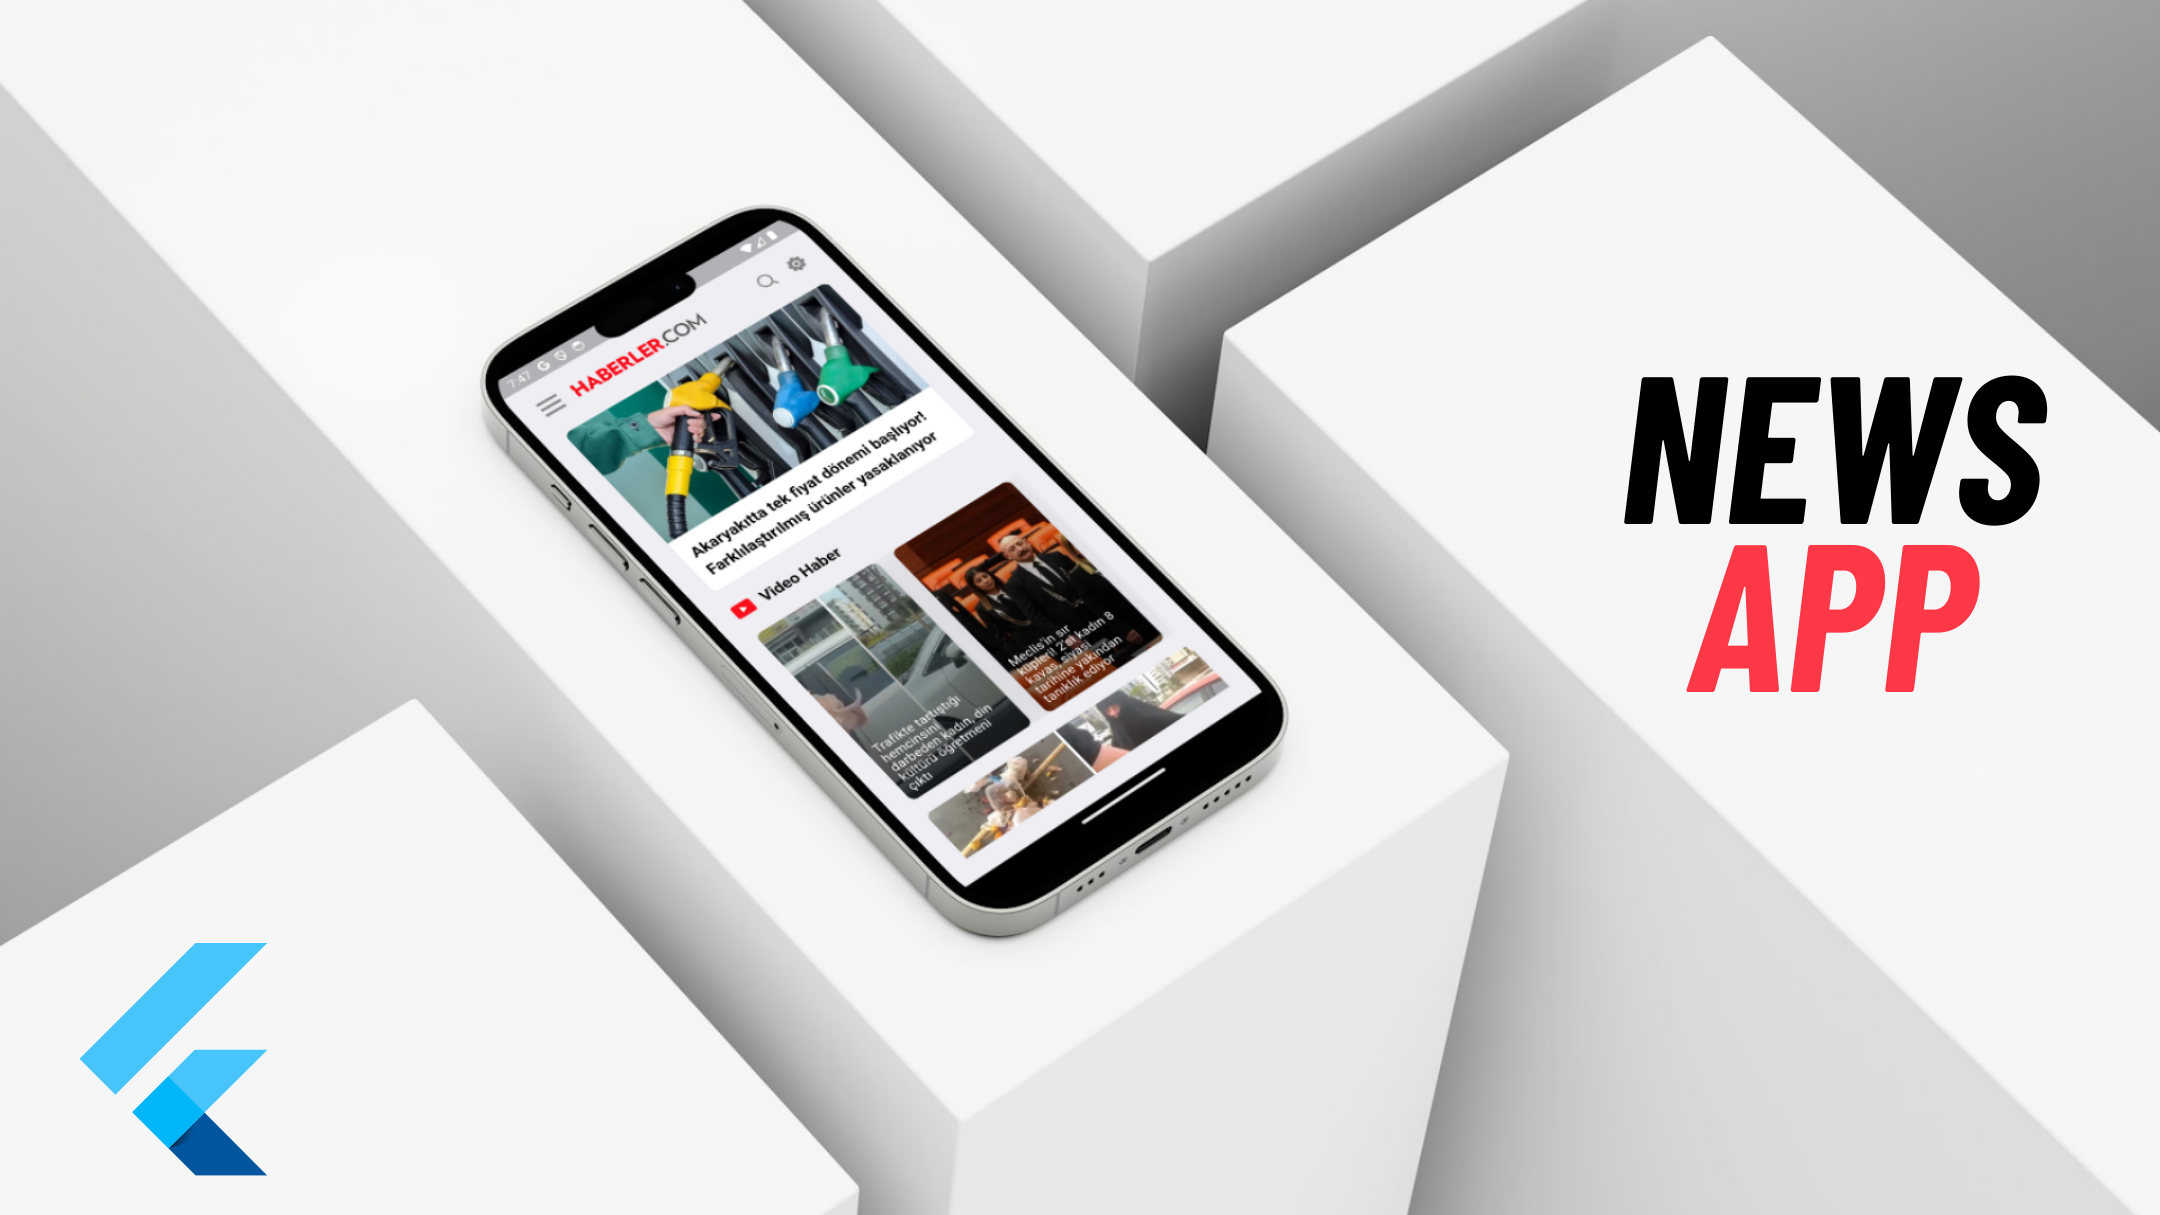 7:47
HABERLER.COM
Akaryakıtta tek fiyat dönemi başlıyor!
Farklılaştırılmış ürünler yasaklanıyor
Video Haber
Trafikte tartıştığı
hemcinsini
darbeden kadın, din
kültürü öğretmeni
çıktı
Meclis'in sır
küpleri! 2'si kadın 8
kavas, siyasi
tarihine yakından
tanıklık ediyor
NEWS
APP